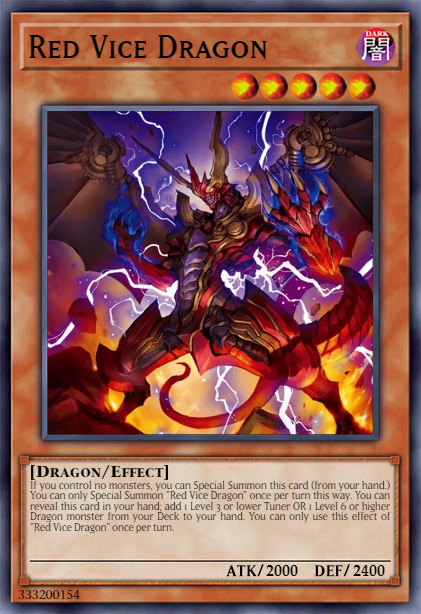 Red Vice Dragon
DARK
闇
[Dragon/Effect]
If you control no monsters, you can Special Summon this card (from your hand.)
You can only Special Summon "Red Vice Dragon" once per turn this way. You can
reveal this card in your hand; add 1 Level 3 or lower Tuner OR 1 Level 6 or higher
Dragon monster from your Deck to your hand. You can only use this effect of
"Red Vice Dragon" once per turn.
ATK/2000 DEF/2400
333200154